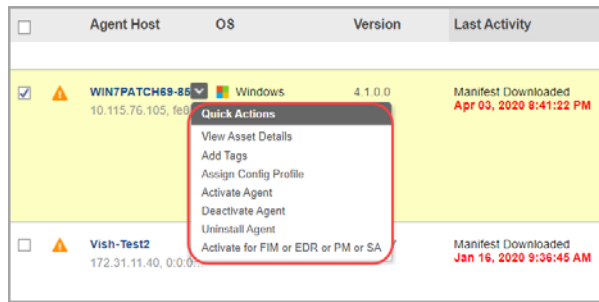 Agent Host OS Version Last Activity
WIN7PATCH69-85 Windows 4.1.0.0 Manifest Downloaded
10.115.76.105, fe8 Apr 03, 2020 8:41:22 PM
Quick Actions
View Asset Details
Add Tags
Assign Config Profile
Activate Agent
Deactivate Agent
Uninstall Agent
Activate for FIM or EDR or PM or SA
Vish-Test2 Manifest Downloaded
172.31.11.40, 0:0:0... Jan 16, 2020 9:36:45 AM